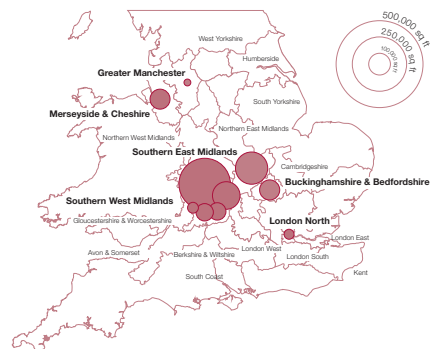 500,000 sq ft
250,000 sq ft
100,000 sq ft
West Yorkshire
Humberside
Greater Manchester
South Yorkshire
Merseyside & Cheshire
North East Midlands
North West Midlands
Southern East Midlands
Cambridgeshire
Buckinghamshire & Bedfordshire
Southern West Midlands
London North
Gloucestershire & Worcestershire
London East
London West
Avon & Somerset
Berkshire & Wiltshire
London South
Kent
South Coast